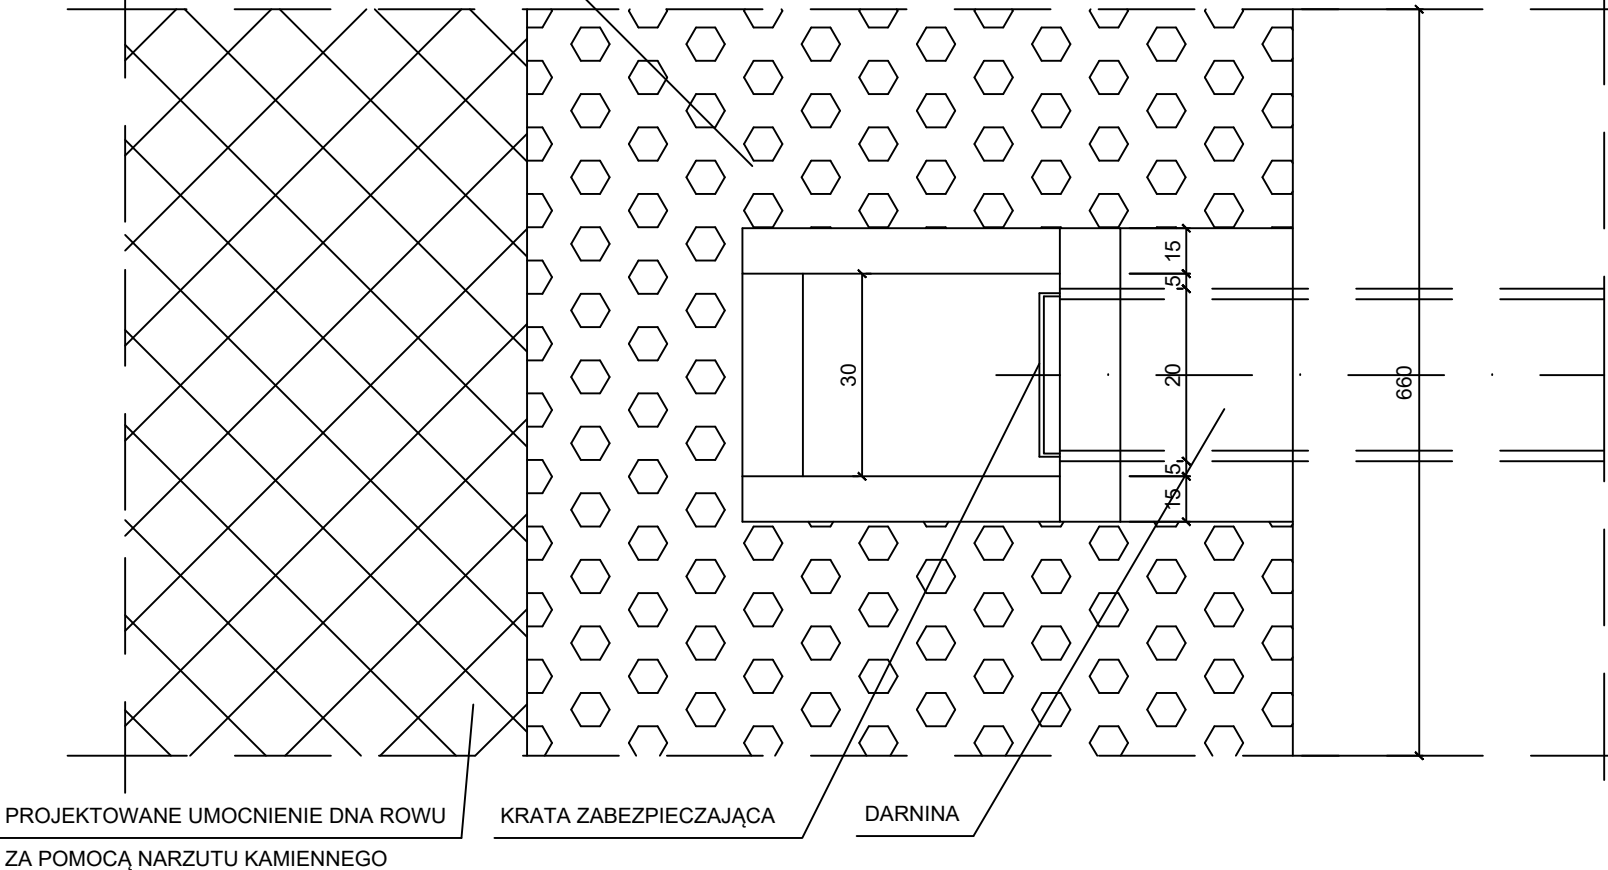 15
5
30
20
660
5
15
PROJEKTOWANE UMOCNIENIE DNA ROWU
ZA POMOCĄ NARZUTU KAMIENNEGO
KRATA ZABEZPIECZAJĄCA
DARNINA